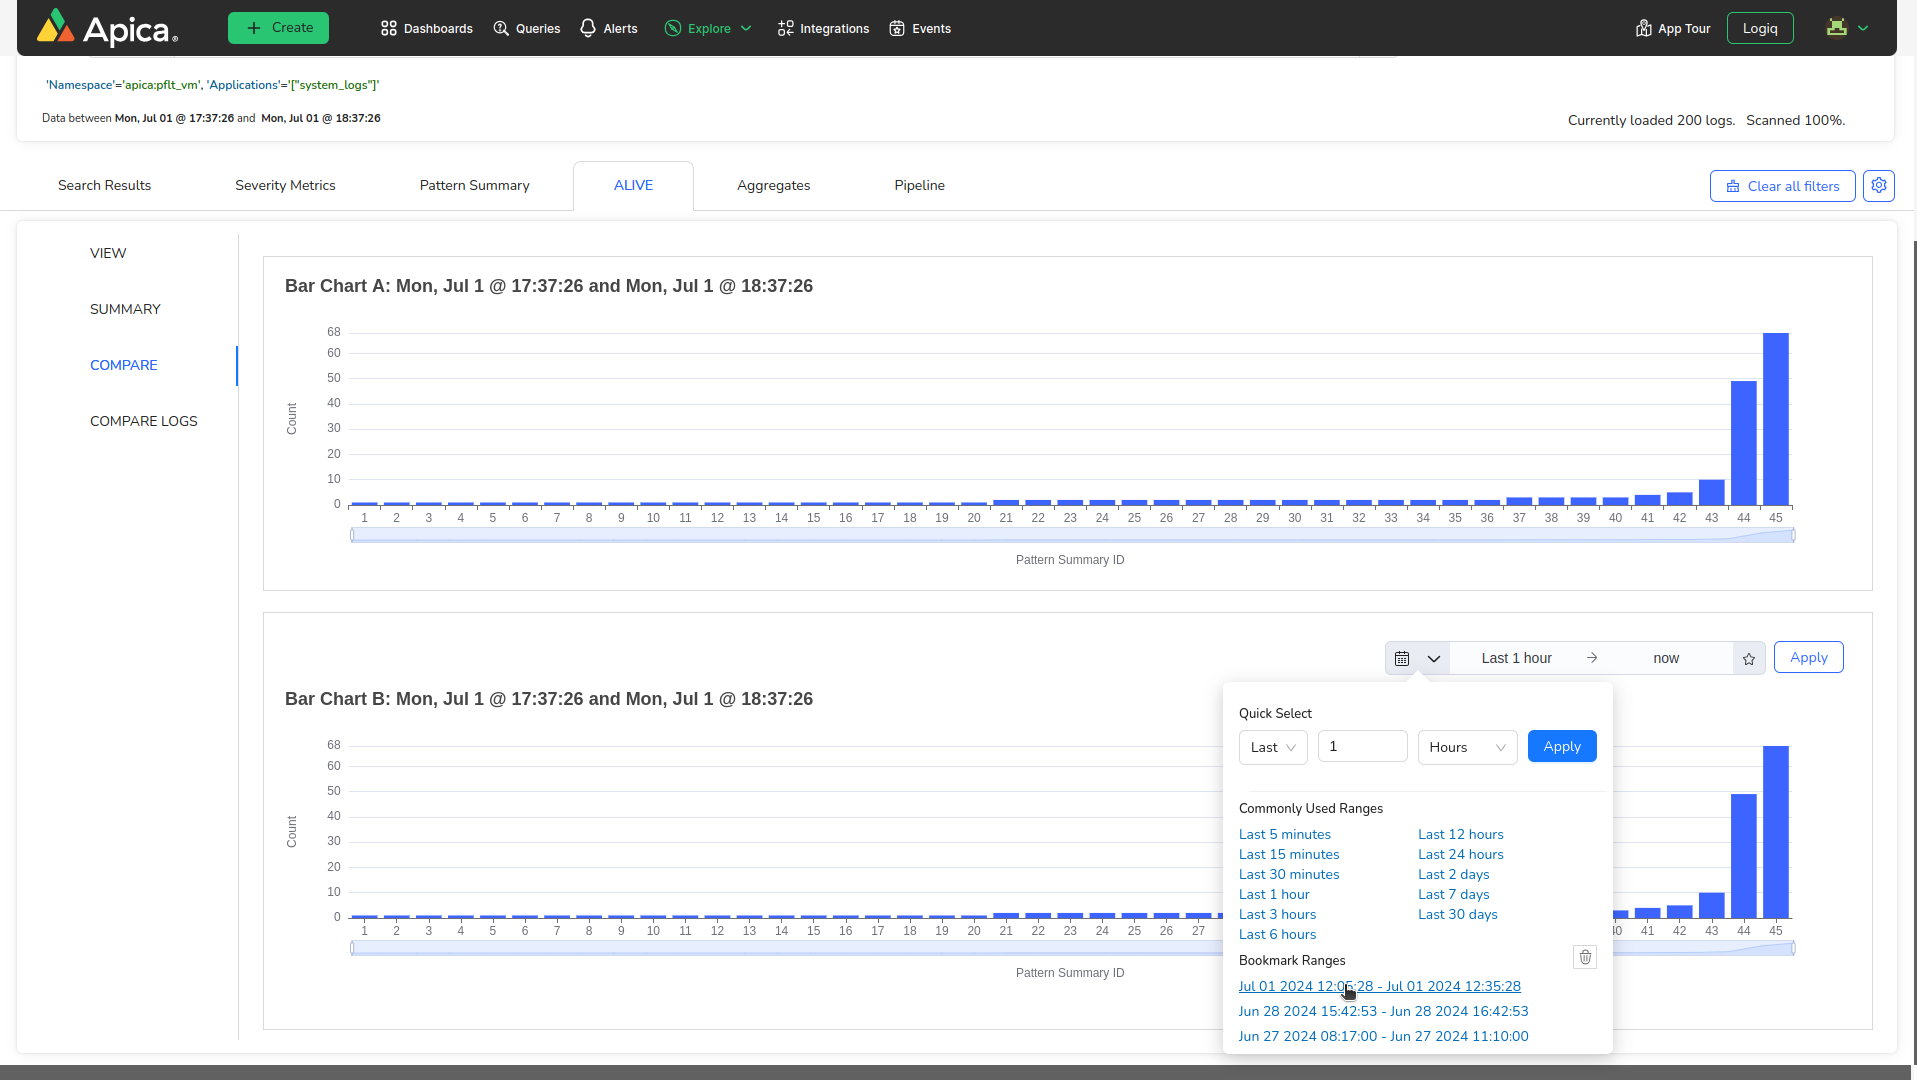 Apica
Create
Dashboards
Queries
Alerts
Explore
Integrations
Events
App Tour
Logiq
'Namespace'='apica:pflt_vm', 'Applications'='["system_logs"]'
Data between Mon, Jul 01 @ 17:37:26 and Mon, Jul 01 @ 18:37:26
Currently loaded 200 logs. Scanned 100%.
Search Results
Severity Metrics
Pattern Summary
ALIVE
Aggregates
Pipeline
Clear all filters
VIEW
SUMMARY
COMPARE
COMPARE LOGS
Bar Chart A: Mon, Jul 1 @ 17:37:26 and Mon, Jul 1 @ 18:37:26
68
60
50
40
30
20
10
0
Count
1 2 3 4 5 6 7 8 9 10 11 12 13 14 15 16 17 18 19 20 21 22 23 24 25 26 27 28 29 30 31 32 33 34 35 36 37 38 39 40 41 42 43 44 45
Pattern Summary ID
Last 1 hour
now
Apply
Bar Chart B: Mon, Jul 1 @ 17:37:26 and Mon, Jul 1 @ 18:37:26
68
60
50
40
30
20
10
0
Count
1 2 3 4 5 6 7 8 9 10 11 12 13 14 15 16 17 18 19 20 21 22 23 24 25 26 27 40 41 42 43 44 45
Pattern Summary ID
Quick Select
Last
1
Hours
Apply
Commonly Used Ranges
Last 5 minutes
Last 12 hours
Last 15 minutes
Last 24 hours
Last 30 minutes
Last 2 days
Last 1 hour
Last 7 days
Last 3 hours
Last 30 days
Last 6 hours
Bookmark Ranges
Jul 01 2024 12:05:28 - Jul 01 2024 12:35:28
Jun 28 2024 15:42:53 - Jun 28 2024 16:42:53
Jun 27 2024 08:17:00 - Jun 27 2024 11:10:00